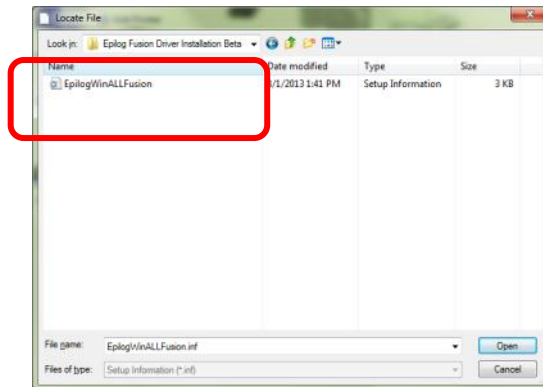 Locate File
Look in: Epilog Fusion Driver Installation Beta
Name Date modified Type Size
EpilogWinALLFusion /1/2013 1:41 PM Setup Information 3 KB
File name: EpilogWinALLFusion.inf Open
Files of type: Setup Information (*.inf) Cancel